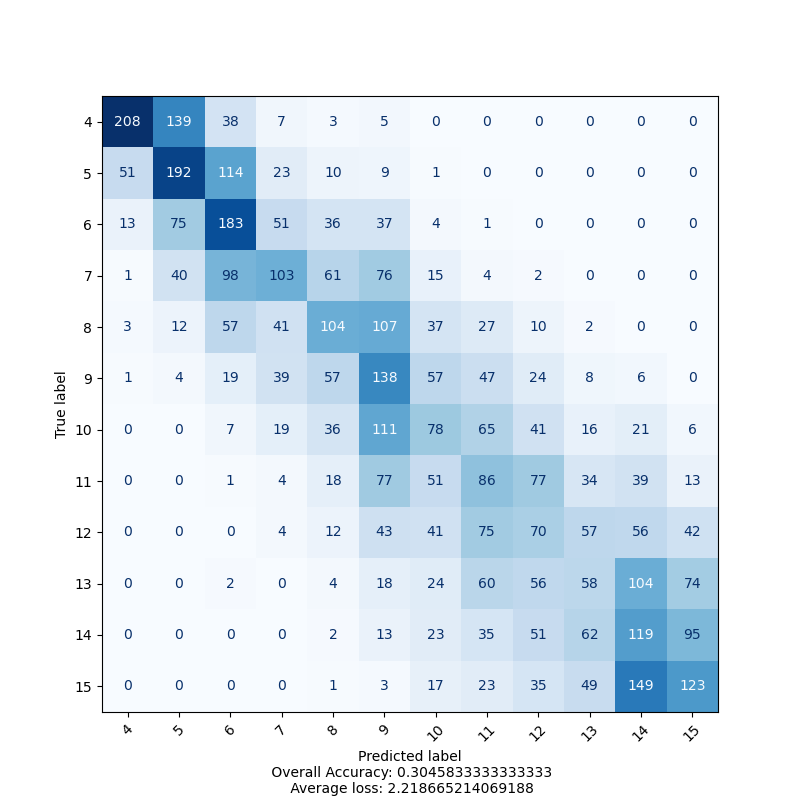 4 208 139 38 7 3 5 0 0 0 0 0 0
5 51 192 114 23 10 9 1 0 0 0 0 0
6 13 75 183 51 36 37 4 1 0 0 0 0
7 1 40 98 103 61 76 15 4 2 0 0 0
8 3 12 57 41 104 107 37 27 10 2 0 0
9 1 4 19 39 57 138 57 47 24 8 6 0
True label
10 0 0 7 19 36 111 78 65 41 16 21 6
11 0 0 1 4 18 77 51 86 77 34 39 13
12 0 0 0 4 12 43 41 75 70 57 56 42
13 0 0 2 0 4 18 24 60 56 58 104 74
14 0 0 0 0 2 13 23 35 51 62 119 95
15 0 0 0 0 1 3 17 23 35 49 149 123
4 5 6 7 8 9 10 11 12 13 14 15
Predicted label
Overall Accuracy: 0.3045833333333333
Average loss: 2.218665214069188